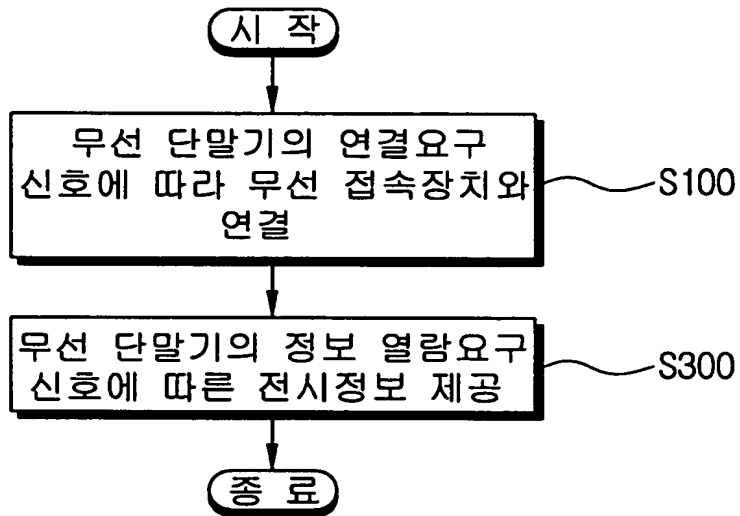 시 작
무선 단말기의 연결요구
신호에 따라 무선 접속장치와
연결
S100
무선 단말기의 정보 열람요구
신호에 따른 전시정보 제공
S300
종 료